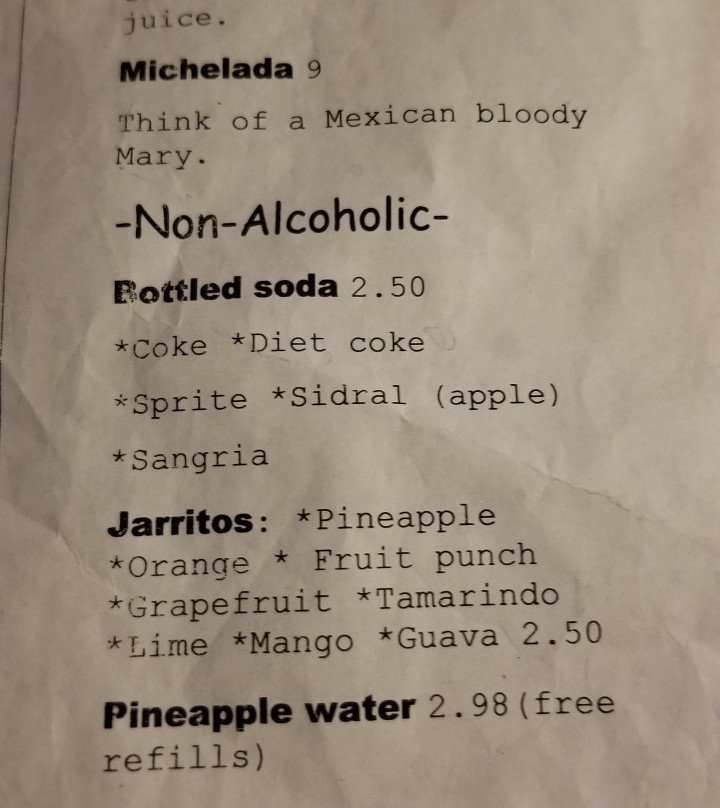 juice.
Michelada 9
Think of a Mexican bloody
Mary.
-Non-Alcoholic-
Bottled soda 2.50
*Coke *Diet coke
*Sprite *Sidral (apple)
*Sangria
Jarritos: *Pineapple
*Orange * Fruit punch
*Grapefruit *Tamarindo
*Lime *Mango *Guava 2.50
Pineapple water 2.98(free
refills)